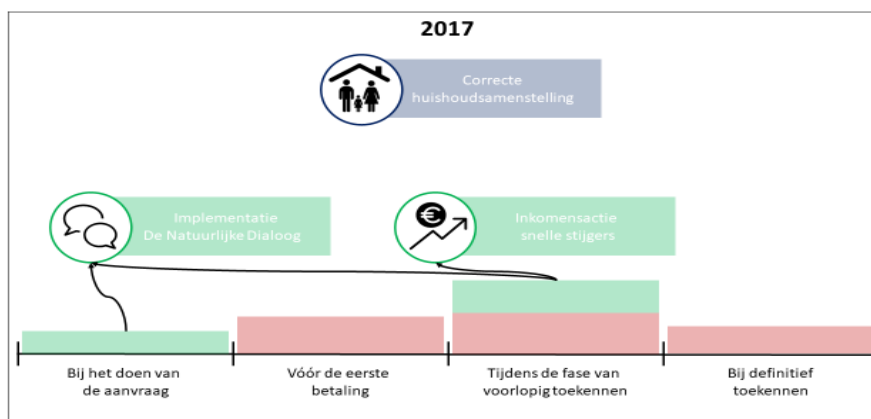 2017
Correcte
huishoudsamenstelling
Implementatie
De Natuurlijke Dialoog
Inkomensactie
snelle stijgers
Bij het doen van
de aanvraag
Vóór de eerste
betaling
Tijdens de fase van
voorlopig toekennen
Bij definitief
toekennen